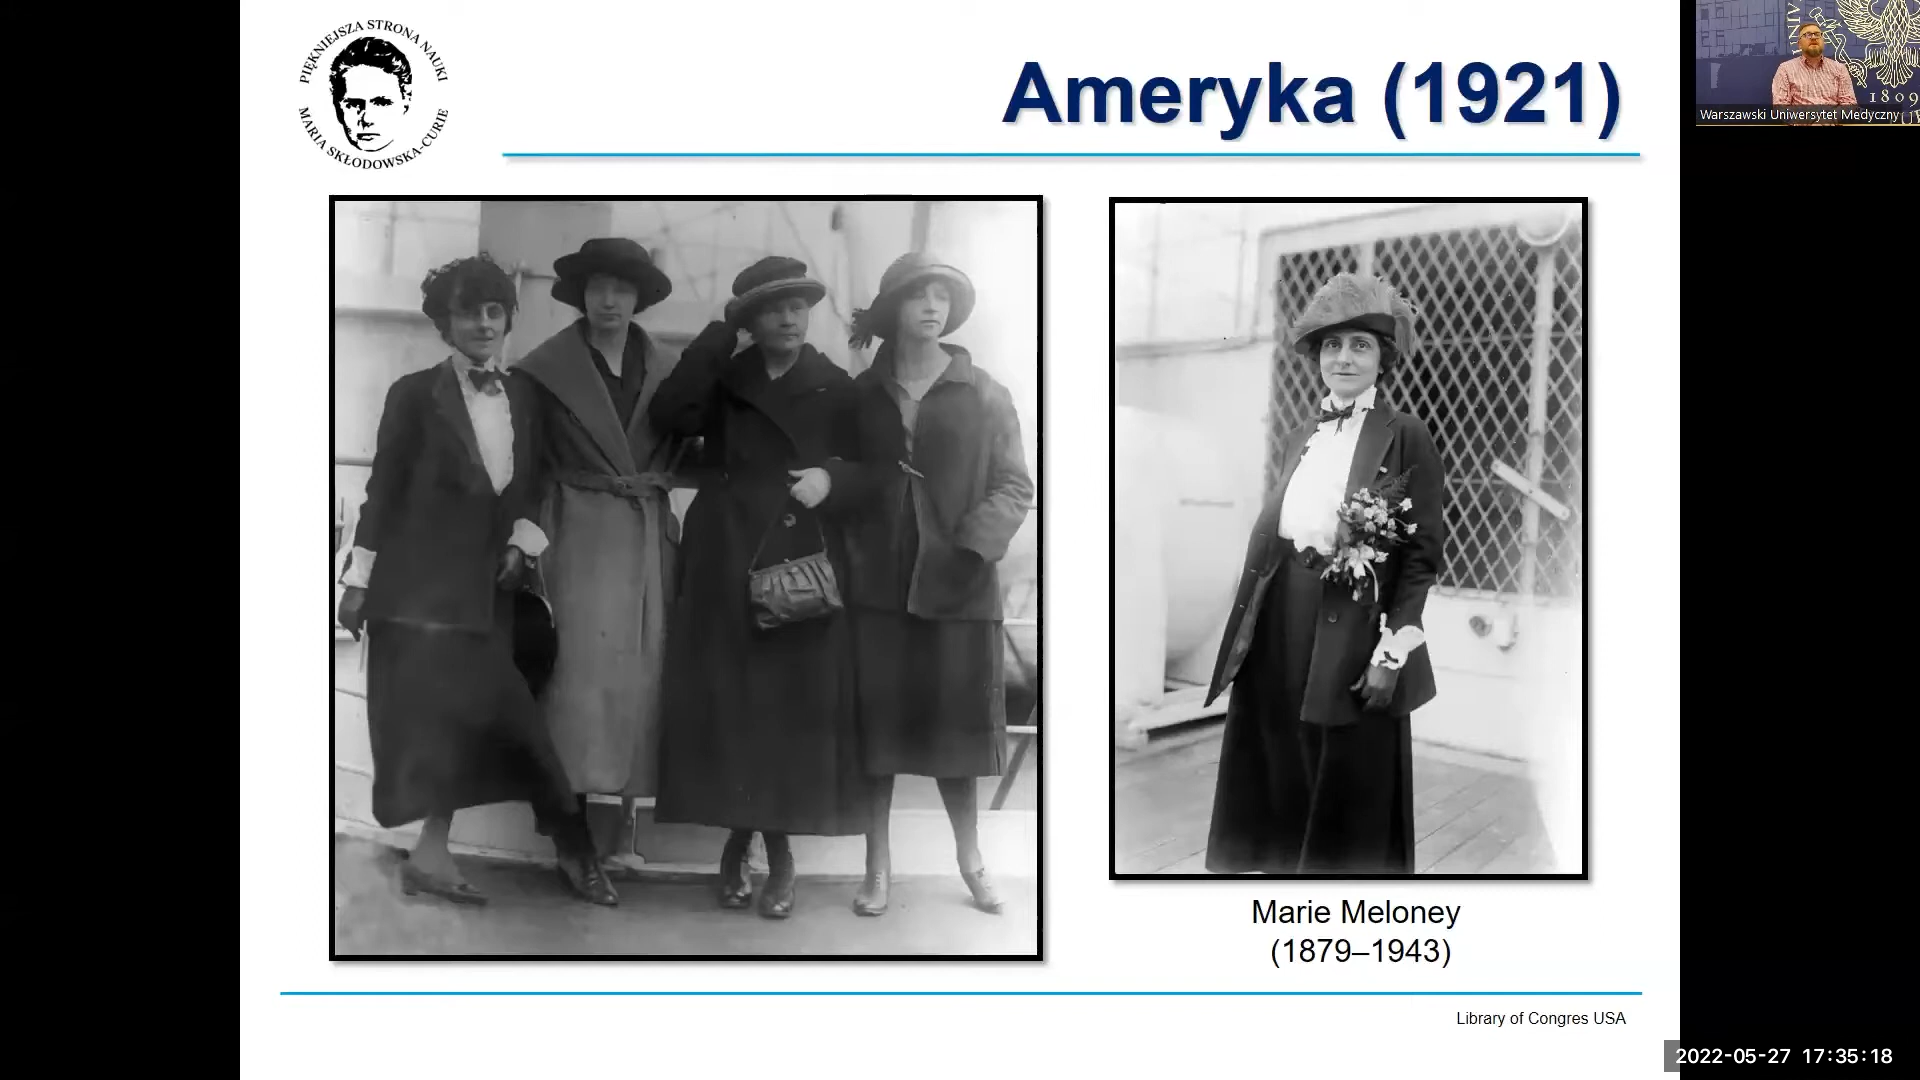 PIĘKNIEJSZA STRONA NAUKI
MARIA SKŁODOWSKA-CURIE
Ameryka (1921)
1809
Warszawski Uniwersytet Medyczny
Marie Meloney
(1879–1943)
Library of Congres USA
2022-05-27 17:35:18